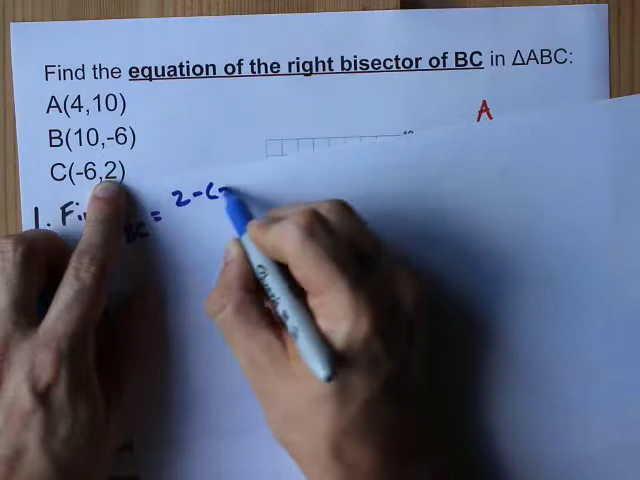 Find the equation of the right bisector of BC in ΔABC:
A(4,10)
A
B(10,-6)
C(-6,2)
1. Fi
BC = 2-(-